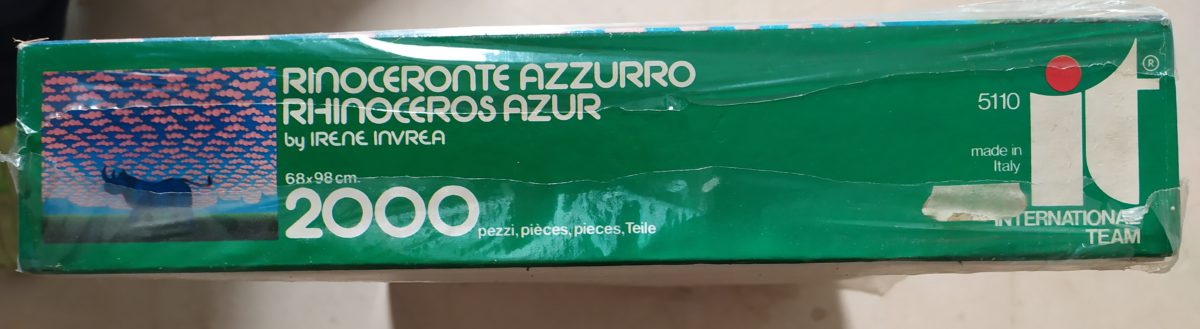 RINOCERONTE AZZURRO
RHINOCEROS AZUR
by IRENE INVREA
68x98 cm.
2000
pezzi, pièces, pieces, Teile
5110
made in
Italy
it®
INTERNATIONAL
TEAM